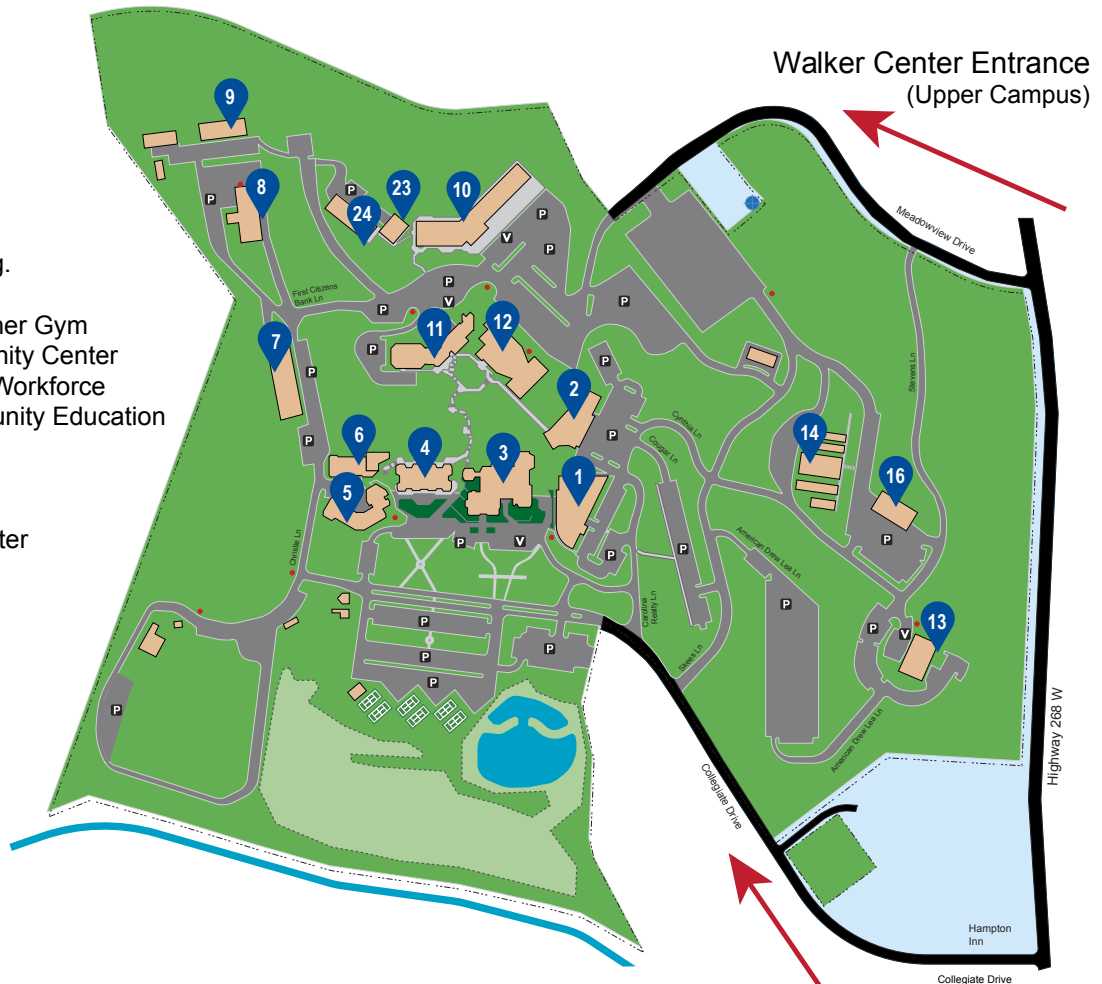 Walker Center Entrance
(Upper Campus)
g.
ner Gym
nity Center
Workforce
unity Education
ter
9
8
23
24
10
P
P
P
V
P
Meadowview Drive
First Citizens
Bank Ln
P
V
P
P
11
12
7
P
P
P
2
P
Stevens Ln
Cynthia Ln
Cougar Ln
P
6
4
3
1
5
14
16
P
V
P
P
P
American Drew Lea Ln
Christie Ln
Carolina
Realty Ln
P
13
P
V
P
P
P
P
Skees Ln
P
American Drew Lea Ln
Highway 268 W
Collegiate Drive
Hampton
Inn
Collegiate Drive